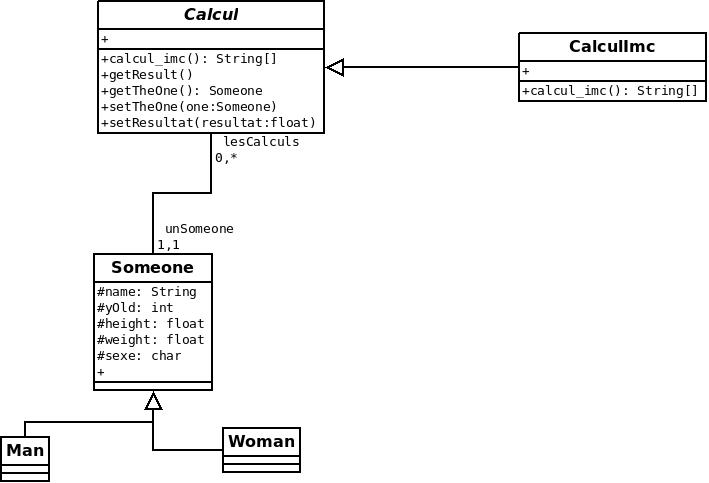 Calcul
+
+calcul_imc(): String[]
+getResult()
+getTheOne(): Someone
+setTheOne(one:Someone)
+setResultat(resultat:float)
CalculImc
+
+calcul_imc(): String[]
lesCalculs
0,*
unSomeone
1,1
Someone
#name: String
#yOld: int
#height: float
#weight: float
#sexe: char
+
Man
Woman